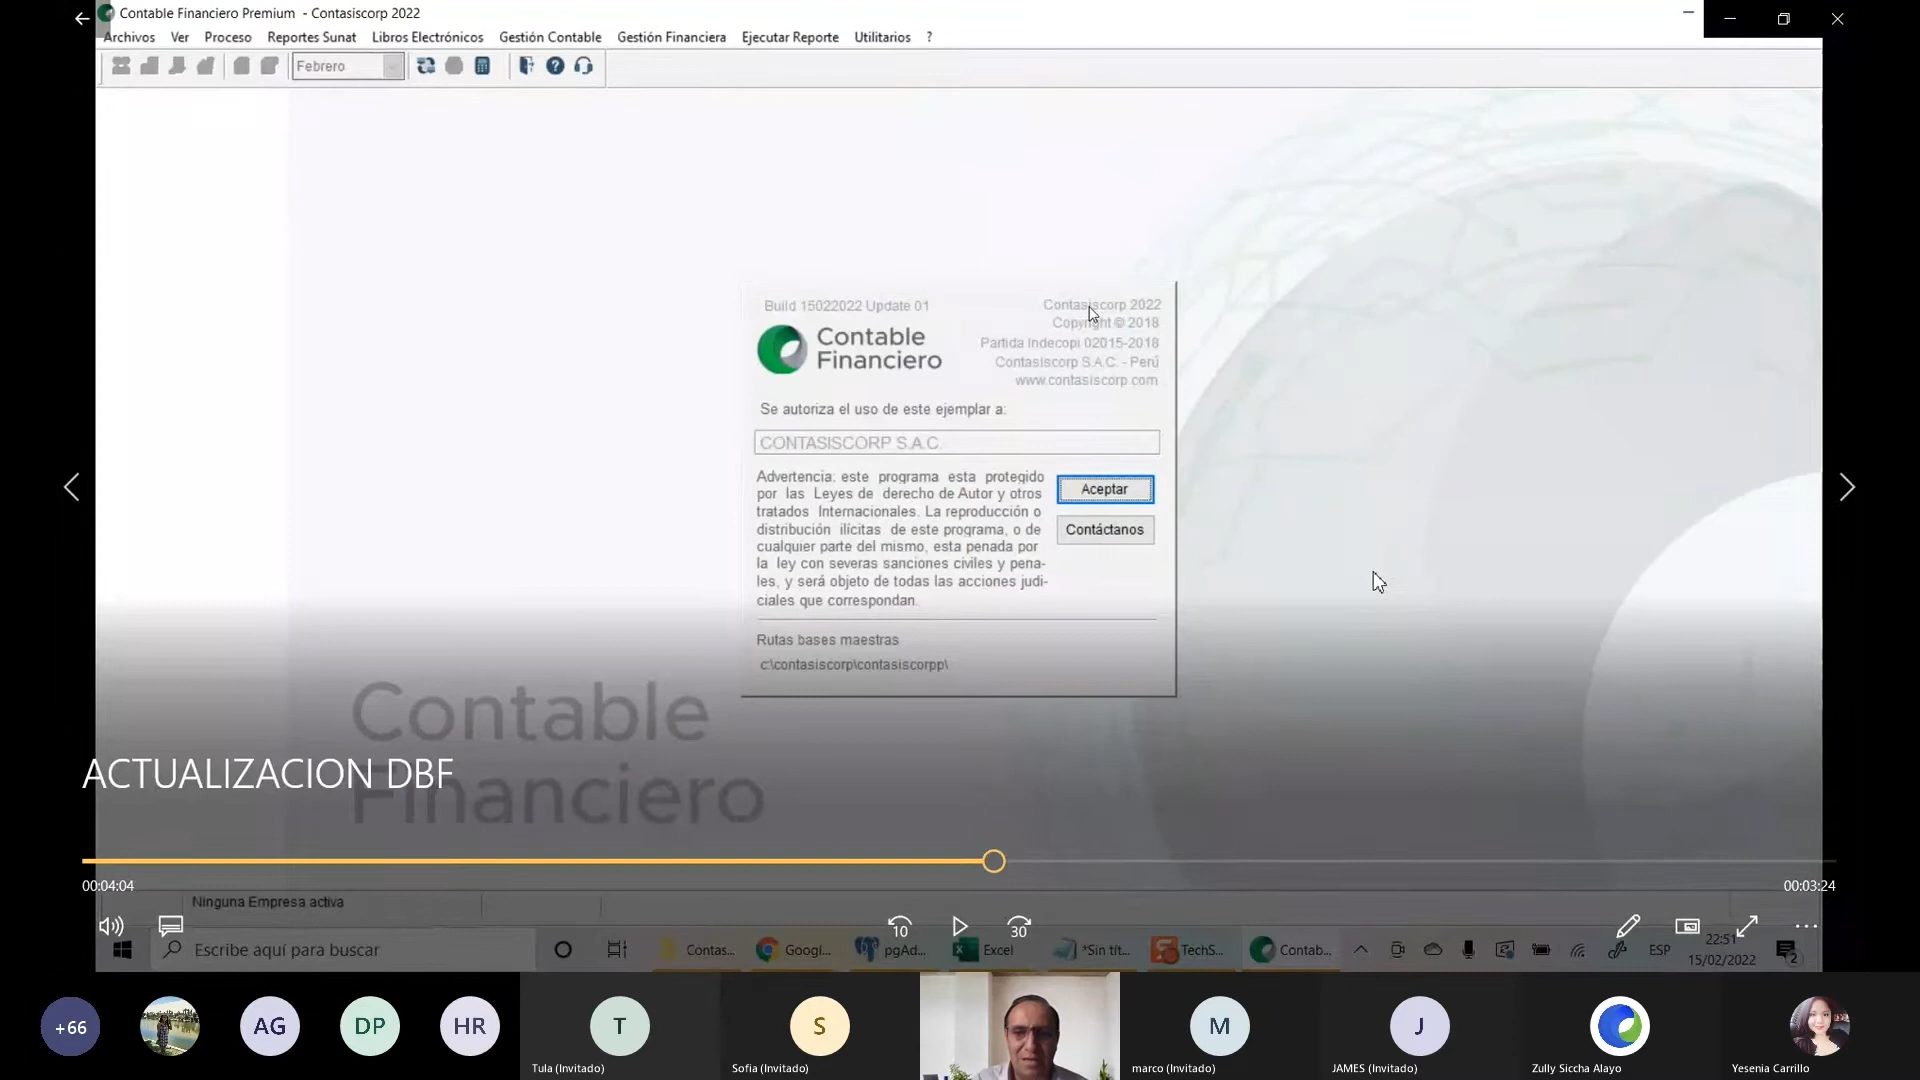 Contable Financiero Premium - Contasiscorp 2022
Archivos Ver Proceso Reportes Sunat Libros Electrónicos Gestión Contable Gestión Financiera Ejecutar Reporte Utilitarios ?
Febrero
Build 15022022 Update 01
Contasiscorp 2022
Copyright © 2018
Partida Indecopi 02015-2018
Contasiscorp S.A.C. - Perú
www.contasiscorp.com
Contable
Financiero
Se autoriza el uso de este ejemplar a:
CONTASISCORP S.A.C.
Advertencia: este programa esta protegido
por las Leyes de derecho de Autor y otros
tratados Internacionales. La reproducción o
distribución ilícitas de este programa, o de
cualquier parte del mismo, esta penada por
la ley con severas sanciones civiles y pena-
les, y será objeto de todas las acciones judi-
ciales que correspondan.
Aceptar
Contáctanos
Rutas bases maestras
c:\contasiscorp\contasiscorpp\
Contable
Financiero
ACTUALIZACION DBF
00:04:04
00:03:24
Ninguna Empresa activa
10
30
Escribe aquí para buscar
Contas...
Googl...
pgAd...
Excel
*Sin tít...
TechS...
Contab...
ESP
22:51
15/02/2022
2
+66
AG
DP
HR
T
Tula (Invitado)
S
Sofia (Invitado)
M
marco (Invitado)
J
JAMES (Invitado)
Zully Siccha Alayo
Yesenia Carrillo